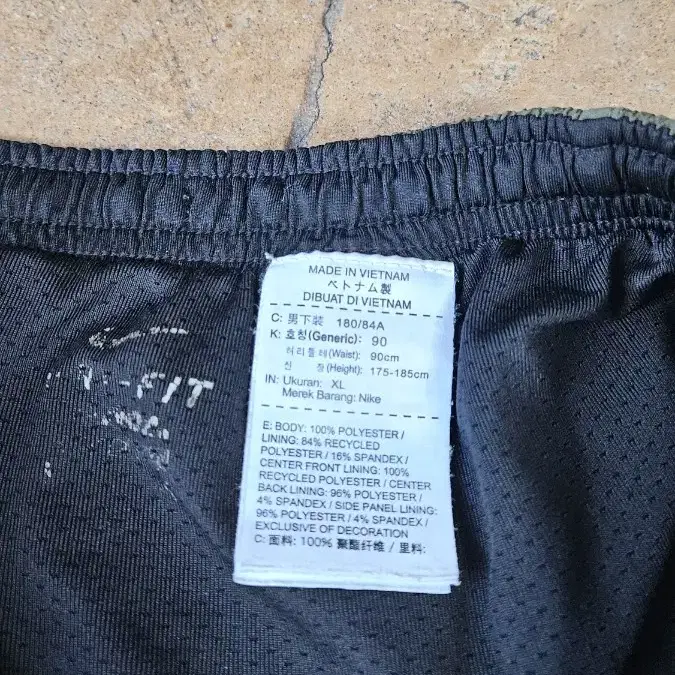 MADE IN VIETNAM
ベトナム製
DIBUAT DI VIETNAM
C: 男下裝 180/84A
K: 호칭(Generic): 90
허리둘레(Waist): 90cm
신 장(Height): 175-185cm
IN: Ukuran: XL
Merek Barang: Nike
E: BODY: 100% POLYESTER /
LINING: 84% RECYCLED
POLYESTER / 16% SPANDEX /
CENTER FRONT LINING: 100%
RECYCLED POLYESTER / CENTER
BACK LINING: 96% POLYESTER /
4% SPANDEX / SIDE PANEL LINING:
96% POLYESTER / 4% SPANDEX /
EXCLUSIVE OF DECORATION
C: 面料: 100% 聚酯纤维 / 里料:
-FIT